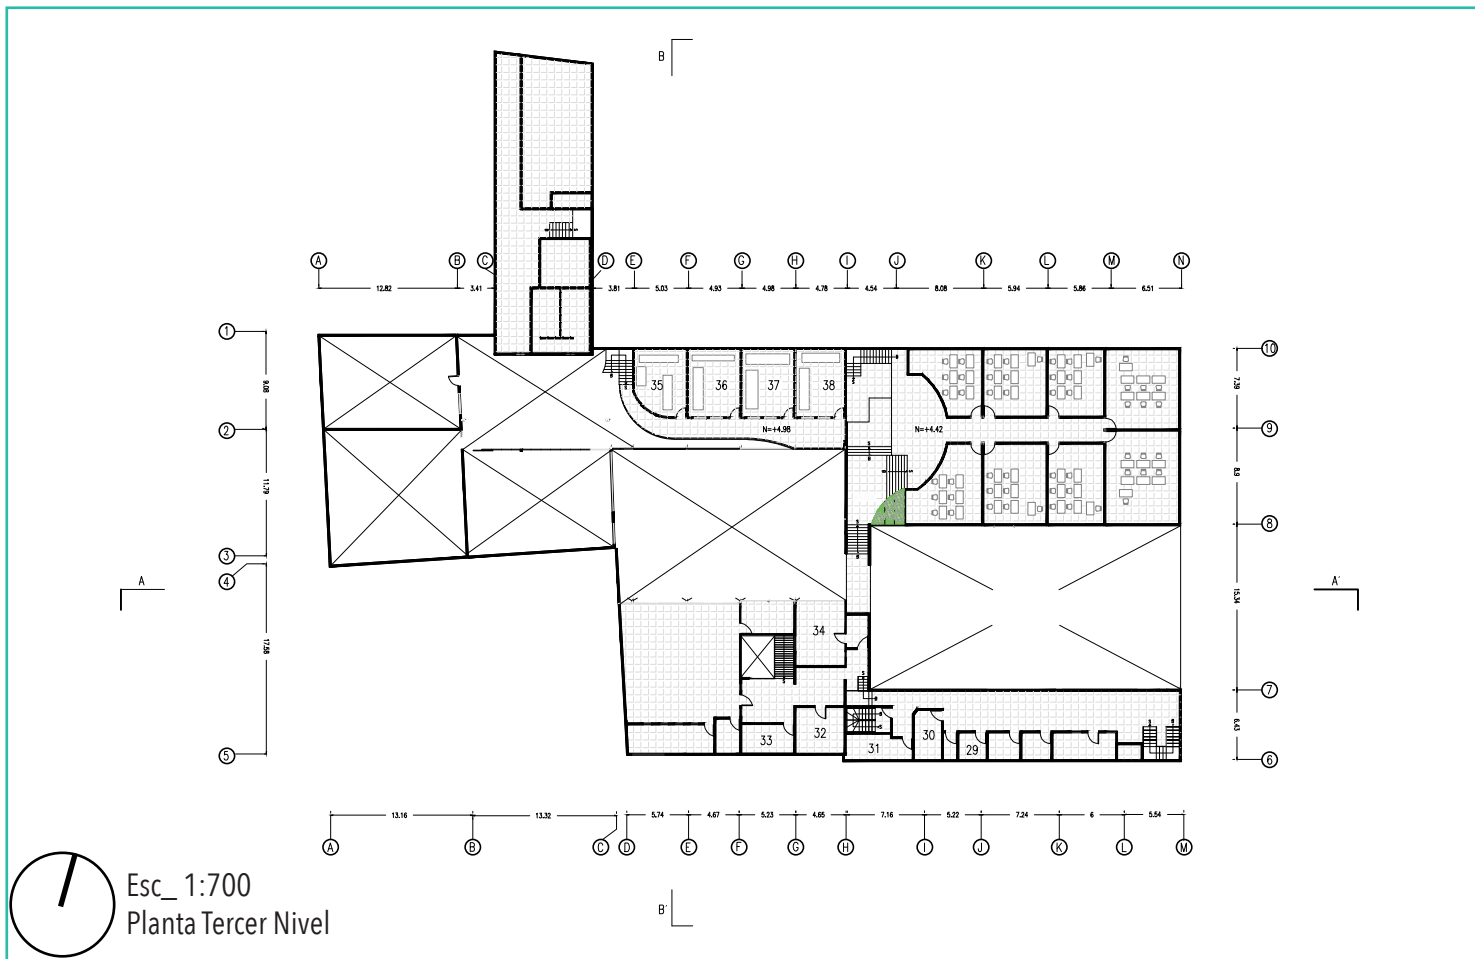 B
A B C D E F G H I J K L M N
12.82 3.41 3.81 5.03 4.93 4.98 4.78 4.54 8.08 5.94 5.86 6.51
1
10
9.08
7.39
35 36 37 38
2
9
N=+4.98
N=+4.42
11.79
8.9
8
3
4
A
A'
15.34
34
17.58
7
6.43
33 32 31 30 29
5
6
13.16 13.32 5.74 4.67 5.23 4.65 7.16 5.22 7.24 6 5.54
A B C D E F G H I J K L M
B'
Esc_ 1:700
Planta Tercer Nivel